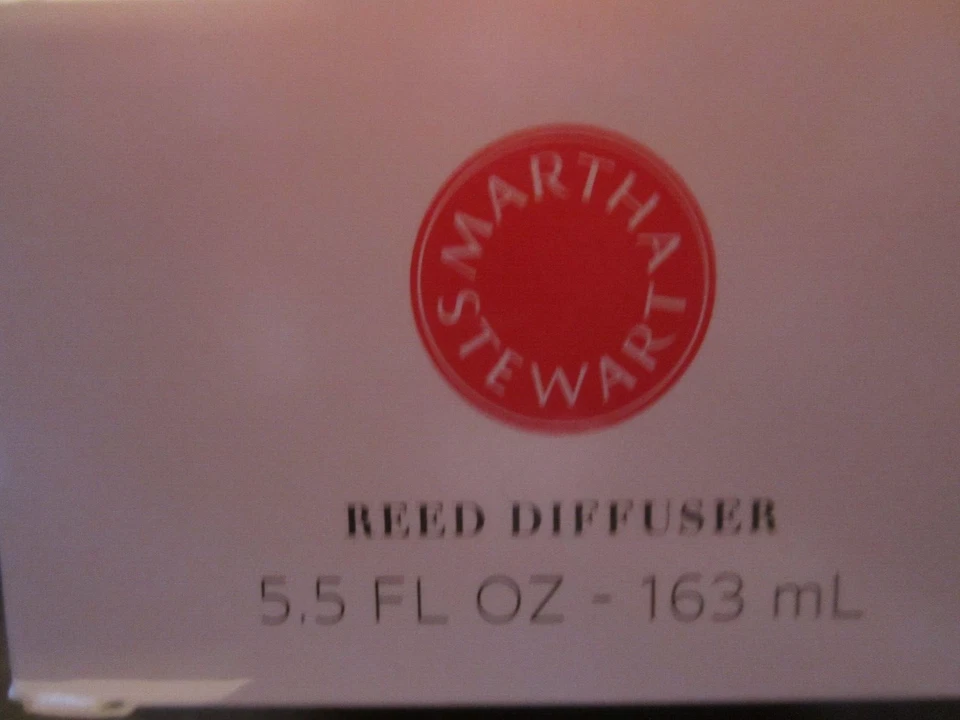 MARTHA
STEWART
REED DIFFUSER
5.5 FL OZ - 163 mL